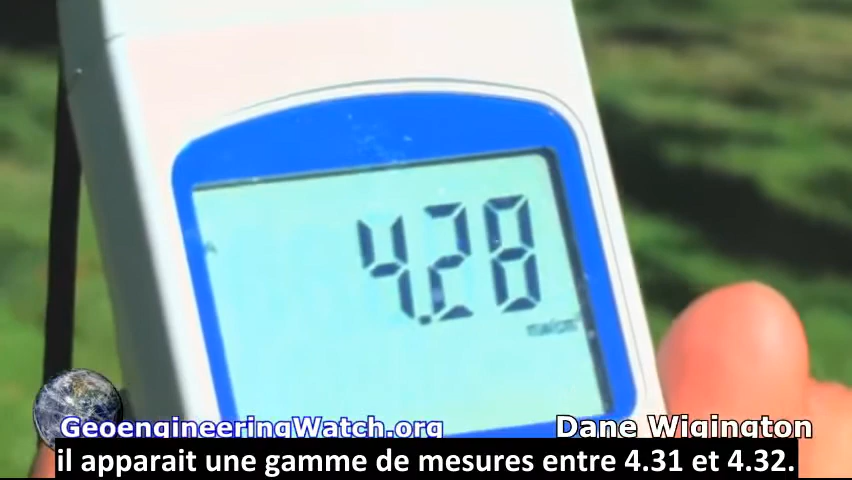 4.28
GeoengineeringWatch.org
Dane Wigington
il apparait une gamme de mesures entre 4.31 et 4.32.